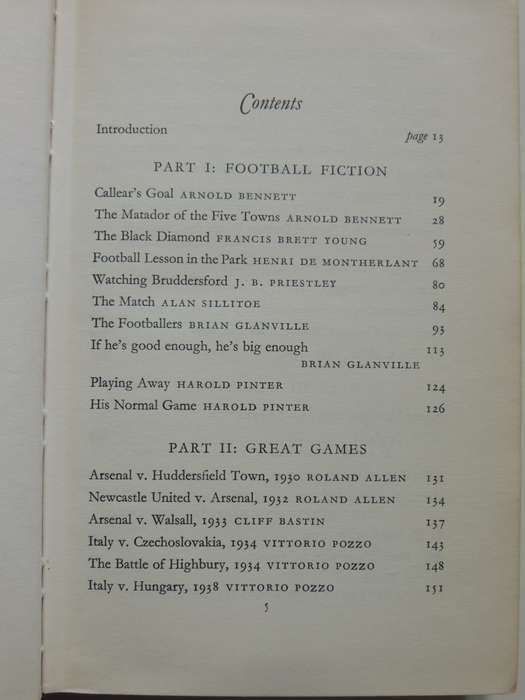 Contents
Introduction page 13
PART I: FOOTBALL FICTION
Callear's Goal ARNOLD BENNETT 19
The Matador of the Five Towns ARNOLD BENNETT 28
The Black Diamond FRANCIS BRETT YOUNG 59
Football Lesson in the Park HENRI DE MONTHERLANT 68
Watching Bruddersford J. B. PRIESTLEY 80
The Match ALAN SILLITOE 84
The Footballers BRIAN GLANVILLE 93
If he's good enough, he's big enough 113
BRIAN GLANVILLE
Playing Away HAROLD PINTER 124
His Normal Game HAROLD PINTER 126
PART II: GREAT GAMES
Arsenal v. Huddersfield Town, 1930 ROLAND ALLEN 131
Newcastle United v. Arsenal, 1932 ROLAND ALLEN 134
Arsenal v. Walsall, 1933 CLIFF BASTIN 137
Italy v. Czechoslovakia, 1934 VITTORIO POZZO 143
The Battle of Highbury, 1934 VITTORIO POZZO 148
Italy v. Hungary, 1938 VITTORIO POZZO 151
5